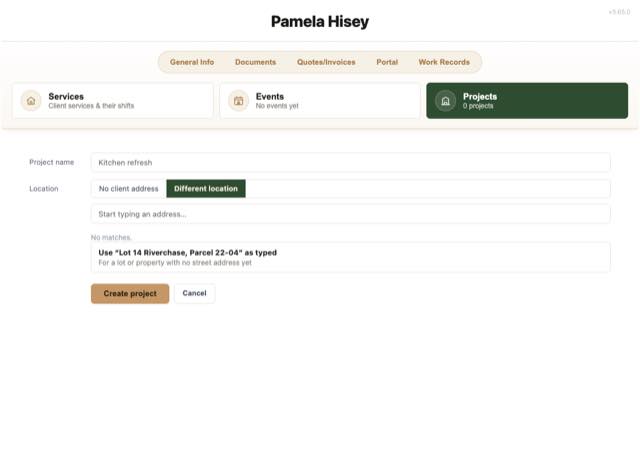 Pamela Hisey
v3.65.0
General Info
Documents
Quotes/Invoices
Portal
Work Records
Services
Client services & their shifts
Events
No events yet
Projects
0 projects
Project name
Kitchen refresh
Location
No client address
Different location
Start typing an address...
No matches.
Use "Lot 14 Riverchase, Parcel 22-04" as typed
For a lot or property with no street address yet
Create project
Cancel